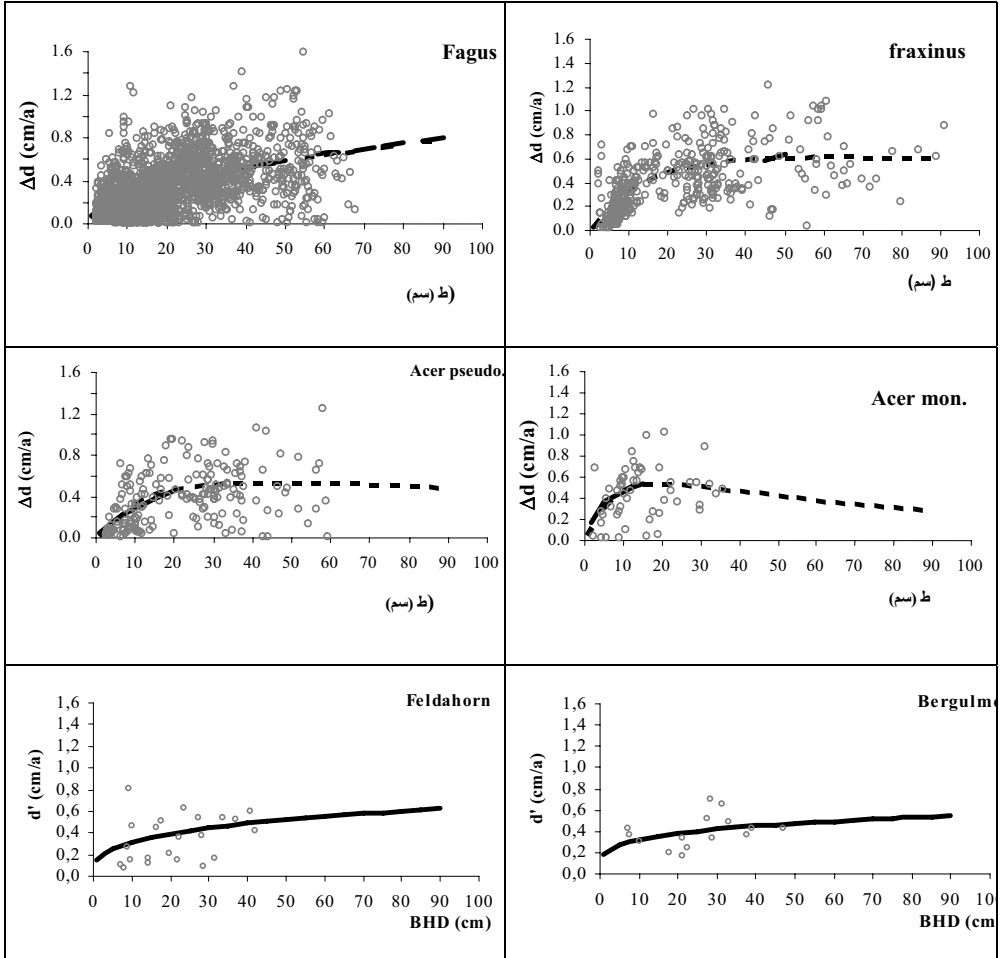 Fagus
Δd (cm/a)
1.6
1.2
0.8
0.4
0.0
0 10 20 30 40 50 60 70 80 90 100
ط (سم)
fraxinus
Δd (cm/a)
1.6
1.4
1.2
1.0
0.8
0.6
0.4
0.2
0.0
0 10 20 30 40 50 60 70 80 90 100
ط (سم)
Acer pseudo.
Δd (cm/a)
1.6
1.2
0.8
0.4
0.0
0 10 20 30 40 50 60 70 80 90 100
ط (سم)
Acer mon.
Δd (cm/a)
1.6
1.4
1.2
1.0
0.8
0.6
0.4
0.2
0.0
0 10 20 30 40 50 60 70 80 90 100
ط (سم)
Feldahorn
d' (cm/a)
1,6
1,4
1,2
1,0
0,8
0,6
0,4
0,2
0,0
0 10 20 30 40 50 60 70 80 90 100
BHD (cm)
Bergulme
d' (cm/a)
1,6
1,4
1,2
1,0
0,8
0,6
0,4
0,2
0,0
0 10 20 30 40 50 60 70 80 90 10
BHD (cm